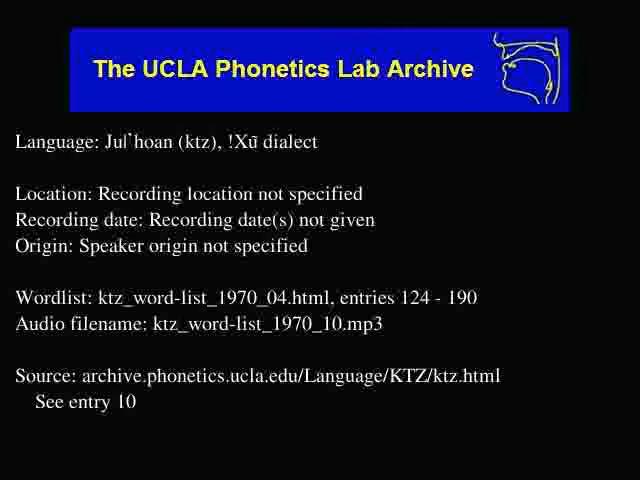 The UCLA Phonetics Lab Archive
Language: Ju|'hoan (ktz), !Xũ dialect
Location: Recording location not specified
Recording date: Recording date(s) not given
Origin: Speaker origin not specified
Wordlist: ktz_word-list_1970_04.html, entries 124 - 190
Audio filename: ktz_word-list_1970_10.mp3
Source: archive.phonetics.ucla.edu/Language/KTZ/ktz.html
See entry 10